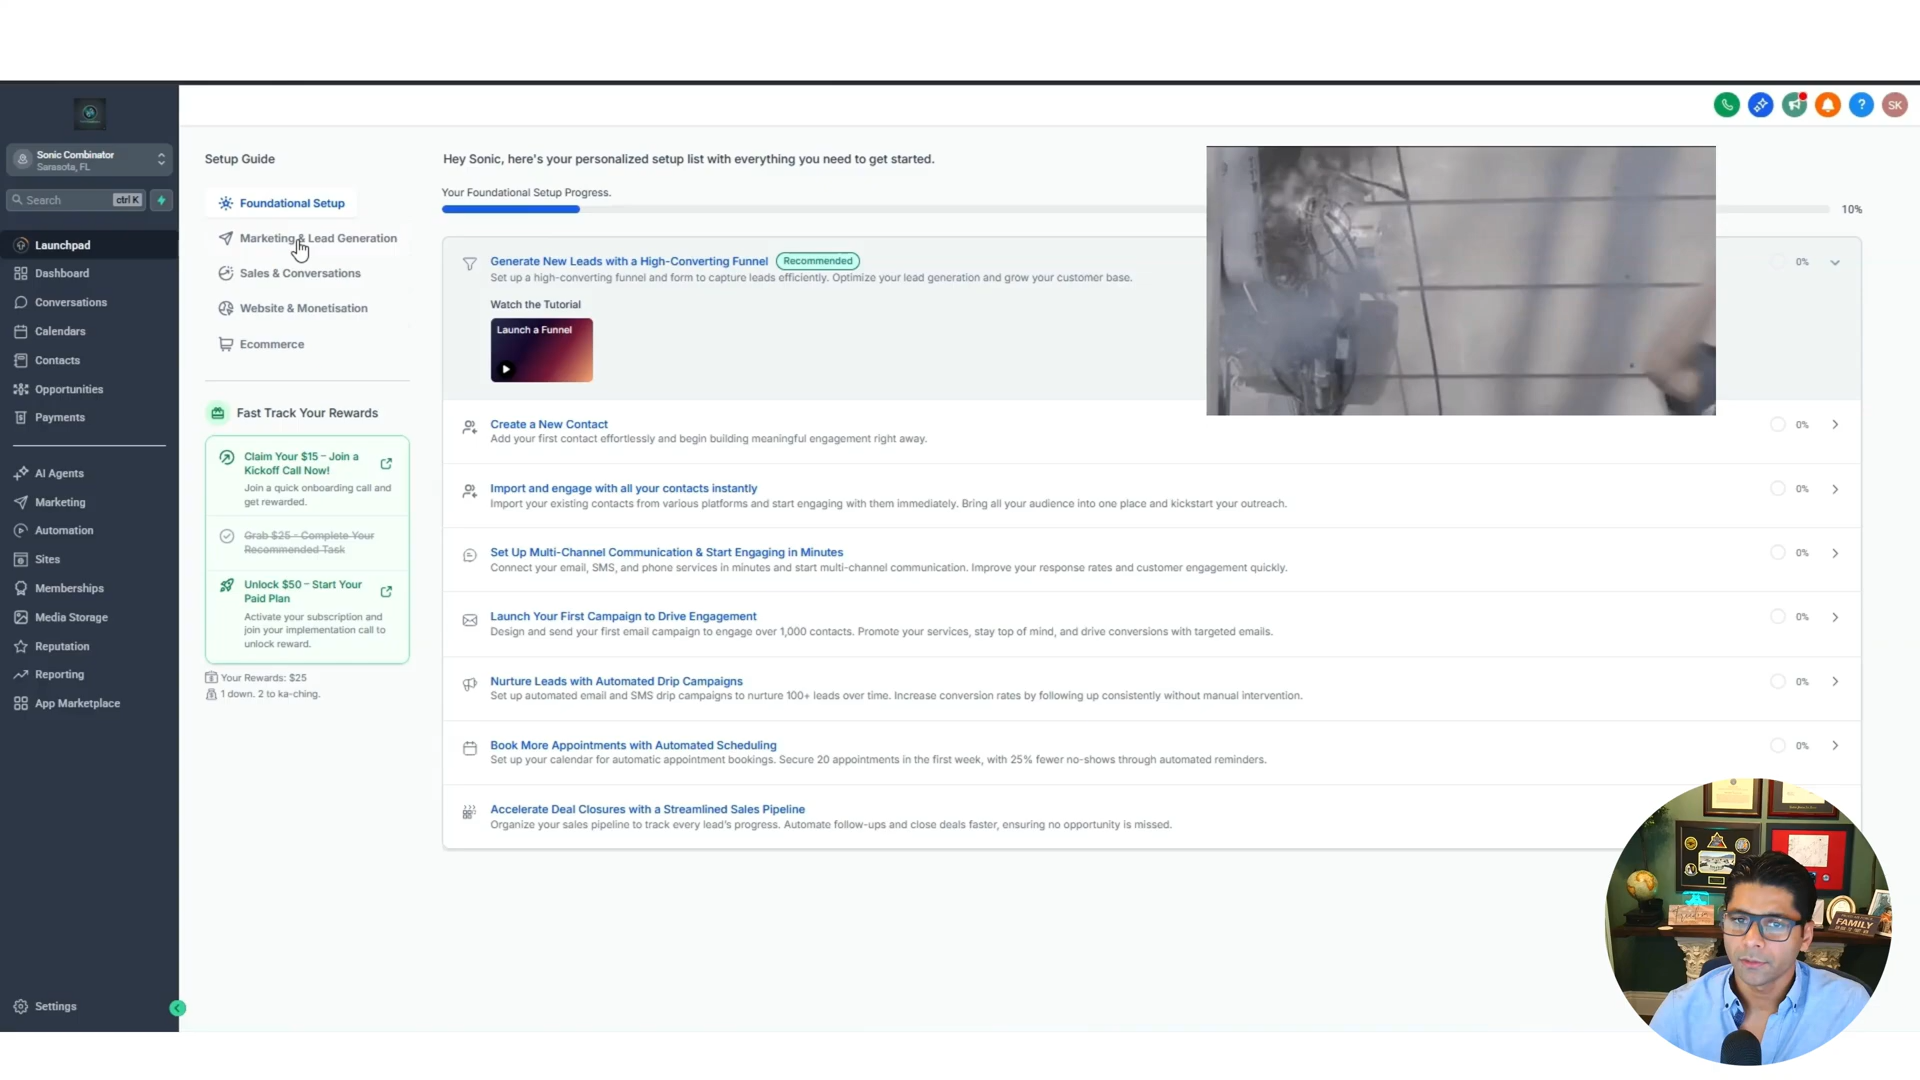 Sonic Combinator
Sarasota, FL
Search
ctrl K
Launchpad
Dashboard
Conversations
Calendars
Contacts
Opportunities
Payments
AI Agents
Marketing
Automation
Sites
Memberships
Media Storage
Reputation
Reporting
App Marketplace
Settings
Setup Guide
Foundational Setup
Marketing & Lead Generation
Sales & Conversations
Website & Monetisation
Ecommerce
Fast Track Your Rewards
Claim Your $15 – Join a
Kickoff Call Now!
Join a quick onboarding call and
get rewarded.
Grab $25 - Complete Your
Recommended Task
Unlock $50 – Start Your
Paid Plan
Activate your subscription and
join your implementation call to
unlock reward.
Your Rewards: $25
1 down. 2 to ka-ching.
SK
Hey Sonic, here's your personalized setup list with everything you need to get started.
Your Foundational Setup Progress.
10%
Generate New Leads with a High-Converting Funnel Recommended
0%
Set up a high-converting funnel and form to capture leads efficiently. Optimize your lead generation and grow your customer base.
Watch the Tutorial
Launch a Funnel
Create a New Contact
0%
Add your first contact effortlessly and begin building meaningful engagement right away.
Import and engage with all your contacts instantly
0%
Import your existing contacts from various platforms and start engaging with them immediately. Bring all your audience into one place and kickstart your outreach.
Set Up Multi-Channel Communication & Start Engaging in Minutes
0%
Connect your email, SMS, and phone services in minutes and start multi-channel communication. Improve your response rates and customer engagement quickly.
Launch Your First Campaign to Drive Engagement
0%
Design and send your first email campaign to engage over 1,000 contacts. Promote your services, stay top of mind, and drive conversions with targeted emails.
Nurture Leads with Automated Drip Campaigns
0%
Set up automated email and SMS drip campaigns to nurture 100+ leads over time. Increase conversion rates by following up consistently without manual intervention.
Book More Appointments with Automated Scheduling
0%
Set up your calendar for automatic appointment bookings. Secure 20 appointments in the first week, with 25% fewer no-shows through automated reminders.
Accelerate Deal Closures with a Streamlined Sales Pipeline
Organize your sales pipeline to track every lead's progress. Automate follow-ups and close deals faster, ensuring no opportunity is missed.
FAMILY